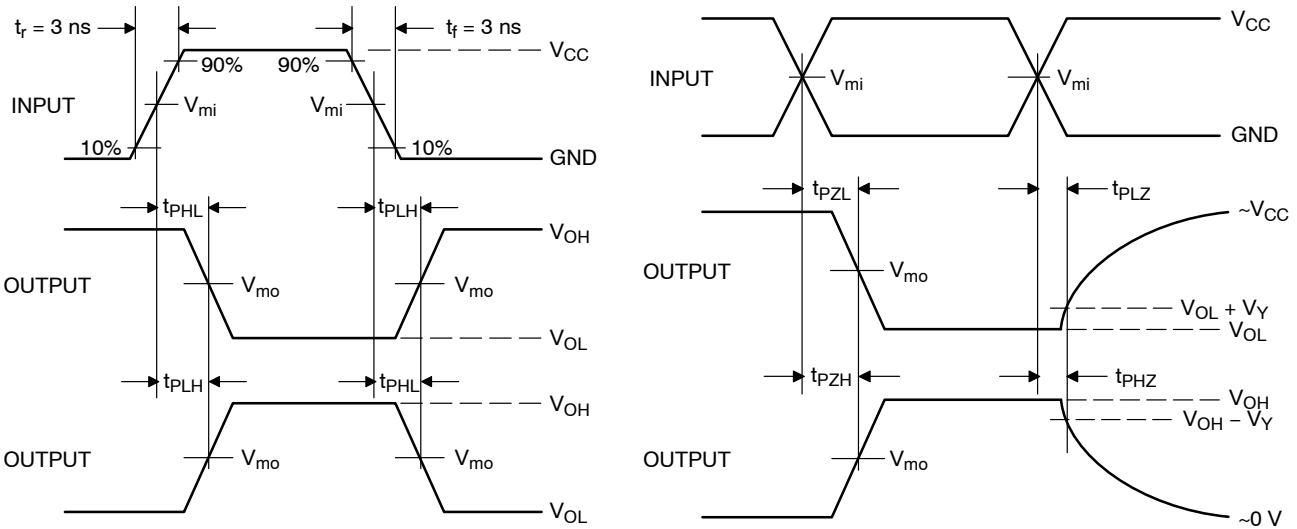 t_r = 3 ns
t_f = 3 ns
V_CC
90%
90%
INPUT
V_mi
V_mi
10%
10%
GND
t_PHL
t_PLH
V_OH
OUTPUT
V_mo
V_mo
V_OL
t_PLH
t_PHL
V_OH
OUTPUT
V_mo
V_mo
V_OL
V_CC
INPUT
V_mi
V_mi
GND
t_PZL
t_PLZ
~V_CC
OUTPUT
V_mo
V_OL + V_Y
V_OL
t_PZH
t_PHZ
V_OH
V_OH – V_Y
OUTPUT
V_mo
~0 V